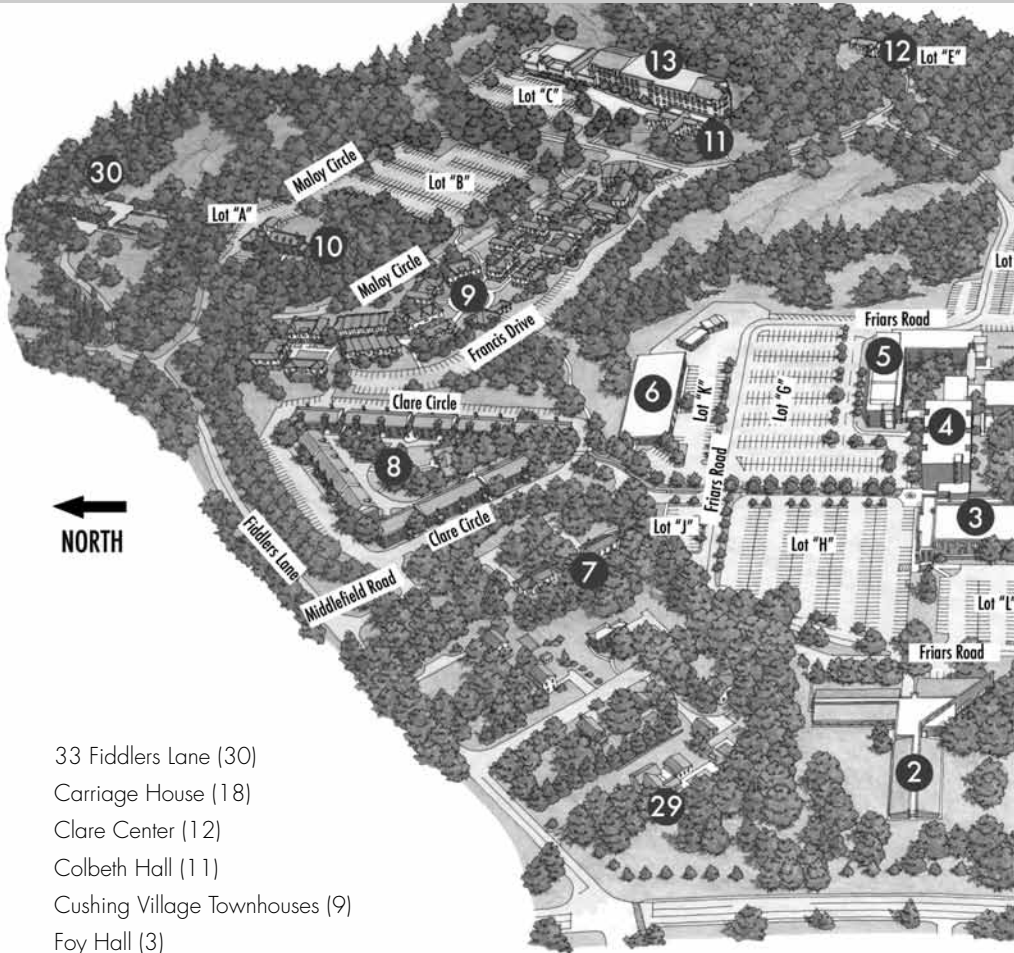 12
Lot "E"
13
Lot "C"
11
30
Maloy Circle
Lot "B"
Lot "A"
10
Maloy Circle
9
Lot
Friars Road
Francis Drive
5
6
Lot "K"
Lot "G"
Clare Circle
4
8
Friars Road
NORTH
3
Lot "J"
Clare Circle
Lot "H"
Fiddlers Lane
7
Middlefield Road
Lot "L"
Friars Road
2
29
33 Fiddlers Lane (30)
Carriage House (18)
Clare Center (12)
Colbeth Hall (11)
Cushing Village Townhouses (9)
Foy Hall (3)